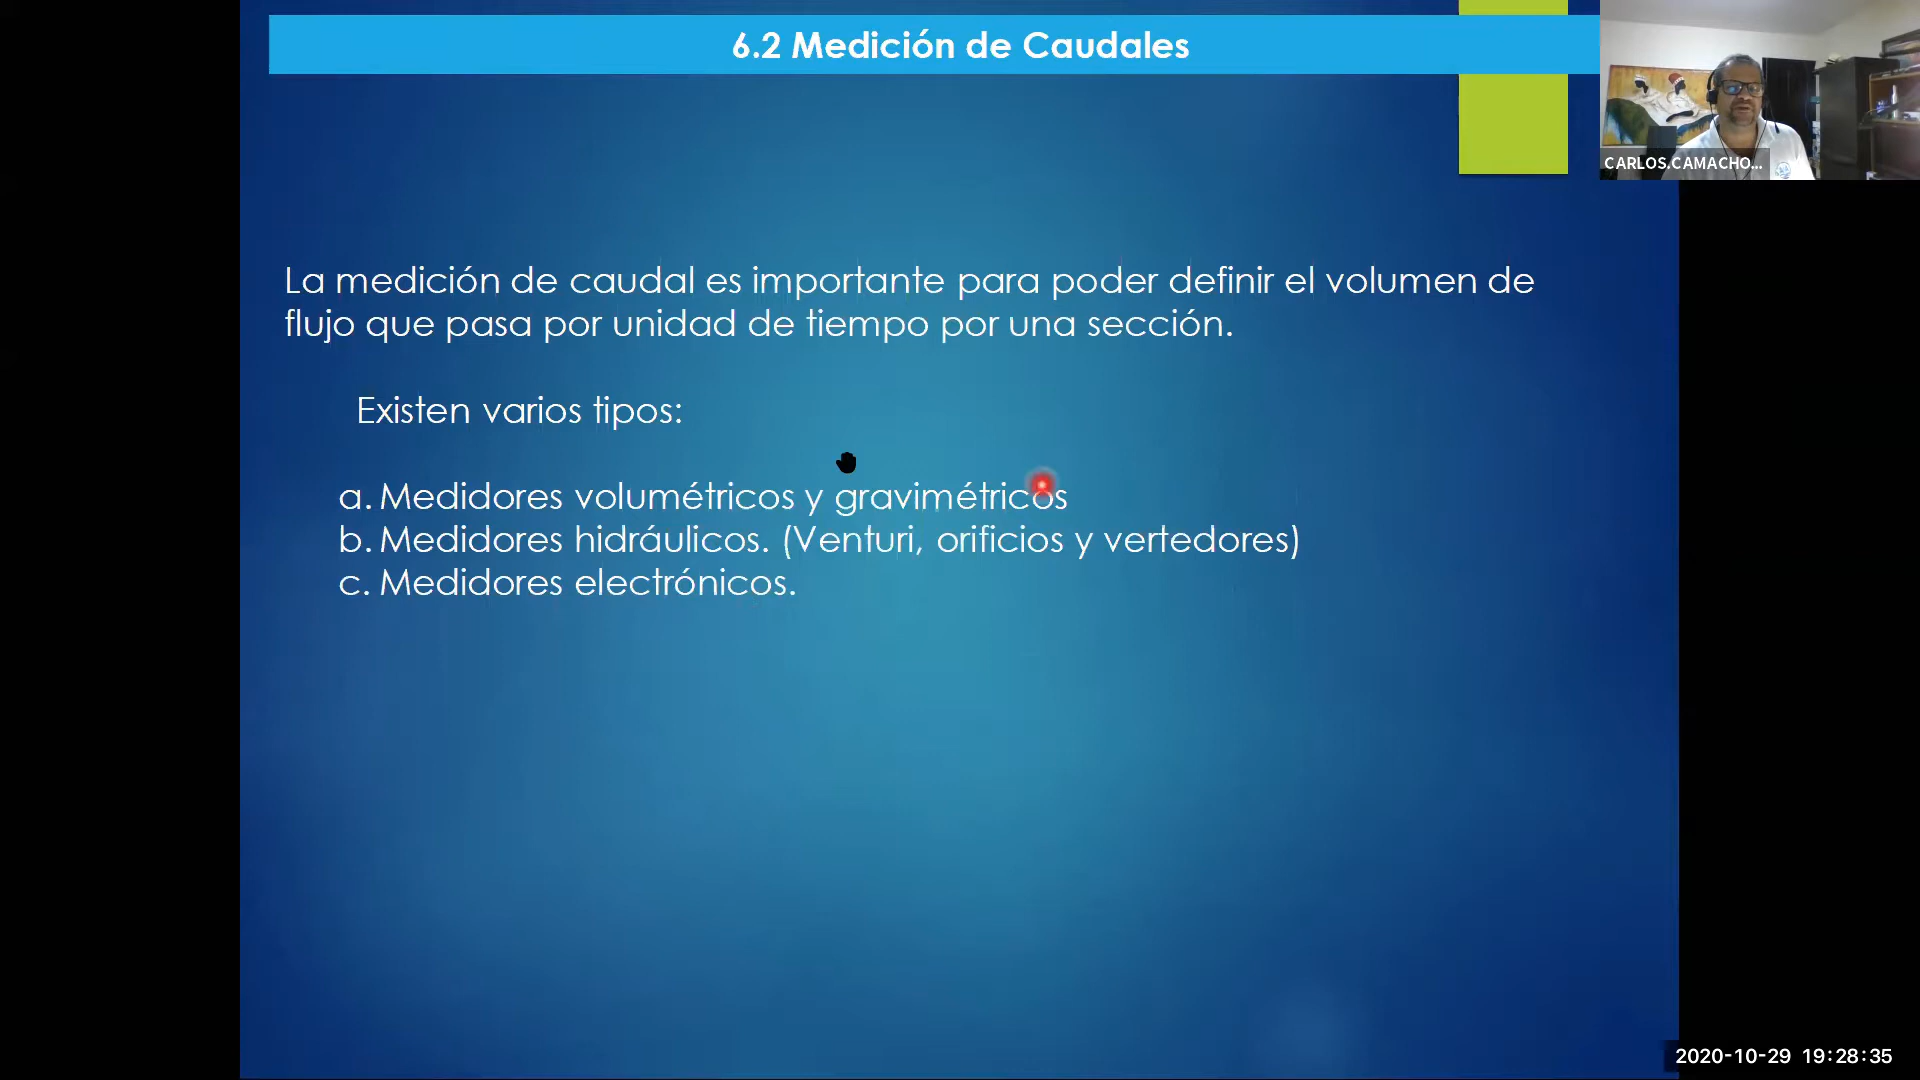 6.2 Medición de Caudales
CARLOS.CAMACHO...
La medición de caudal es importante para poder definir el volumen de
flujo que pasa por unidad de tiempo por una sección.
Existen varios tipos:
a. Medidores volumétricos y gravimétricos
b. Medidores hidráulicos. (Venturi, orificios y vertedores)
c. Medidores electrónicos.
2020-10-29 19:28:35